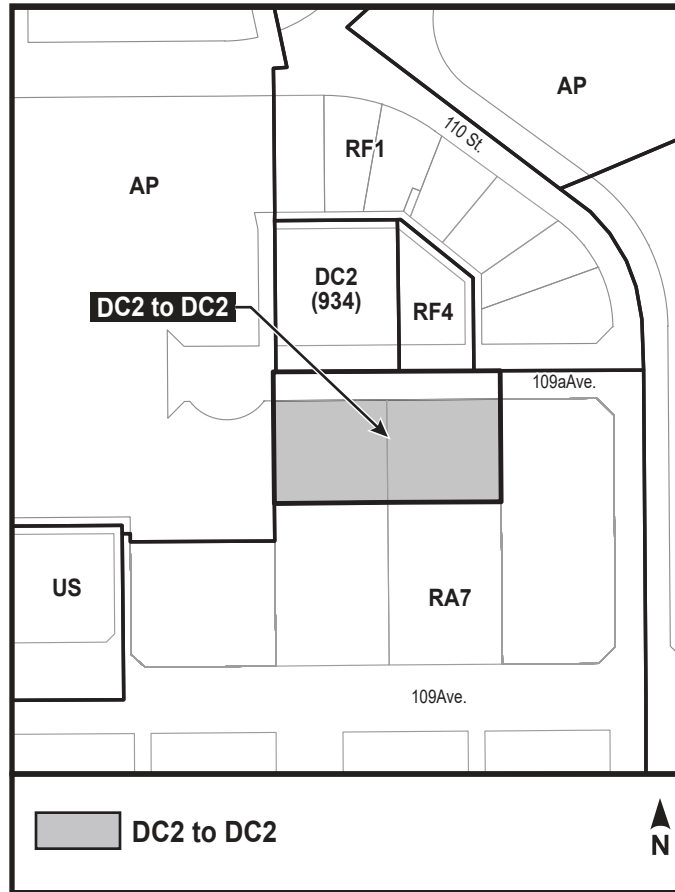 AP
110 St.
RF1
AP
DC2
(934)
DC2 to DC2
RF4
109aAve.
US
RA7
109Ave.
DC2 to DC2
N